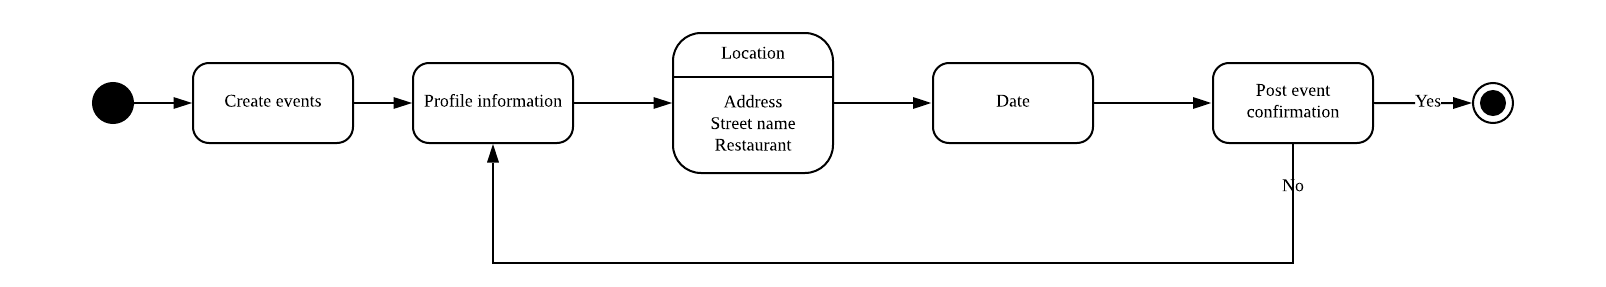 Create events
Profile information
Location
Address
Street name
Restaurant
Date
Post event
confirmation
Yes
No